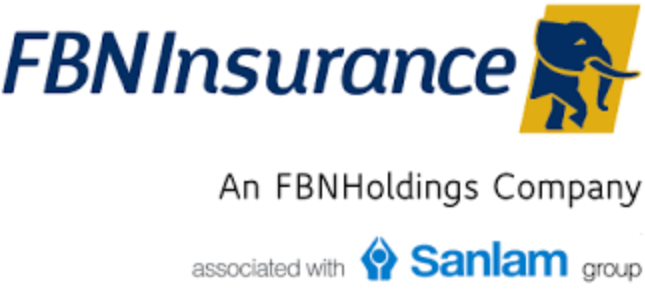 FBNInsurance
An FBNHoldings Company
associated with Sanlam group